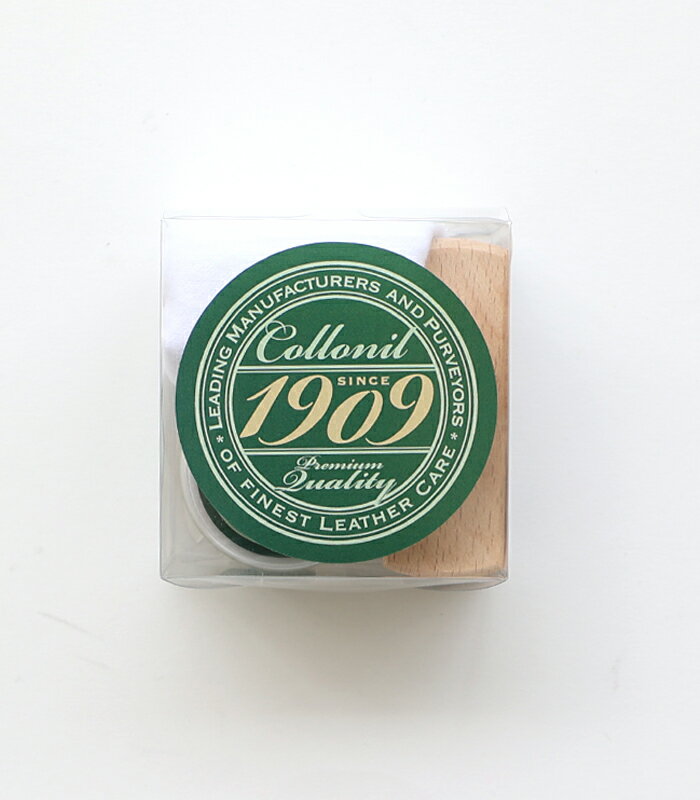 * LEADING MANUFACTURERS AND PURVEYORS *
OF FINEST LEATHER CARE
Collonil
SINCE
1909
Premium
Quality